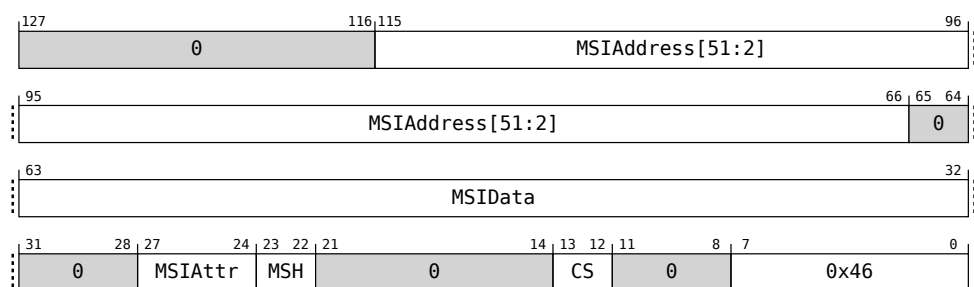 127 116 115 96
0 MSIAddress[51:2]
95 66 65 64
MSIAddress[51:2] 0
63 32
MSIData
31 28 27 24 23 22 21 14 13 12 11 8 7 0
0 MSIAttr MSH 0 CS 0 0x46